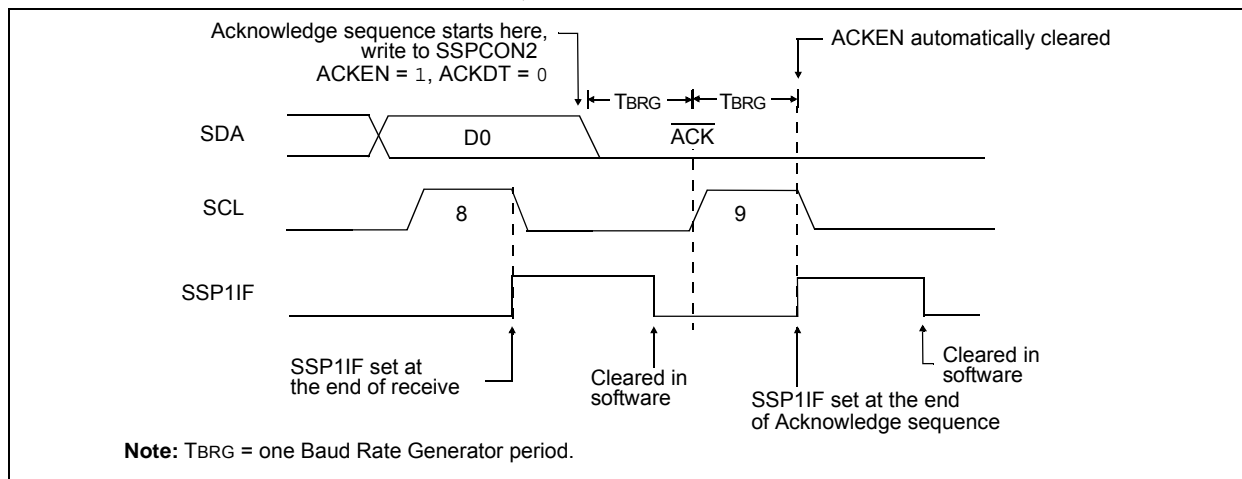 Acknowledge sequence starts here,
write to SSPCON2
ACKEN = 1, ACKDT = 0
ACKEN automatically cleared
TBRG
TBRG
SDA
D0
ACK
SCL
8
9
SSP1IF
SSP1IF set at
the end of receive
Cleared in
software
SSP1IF set at the end
of Acknowledge sequence
Cleared in
software
Note: TBRG = one Baud Rate Generator period.